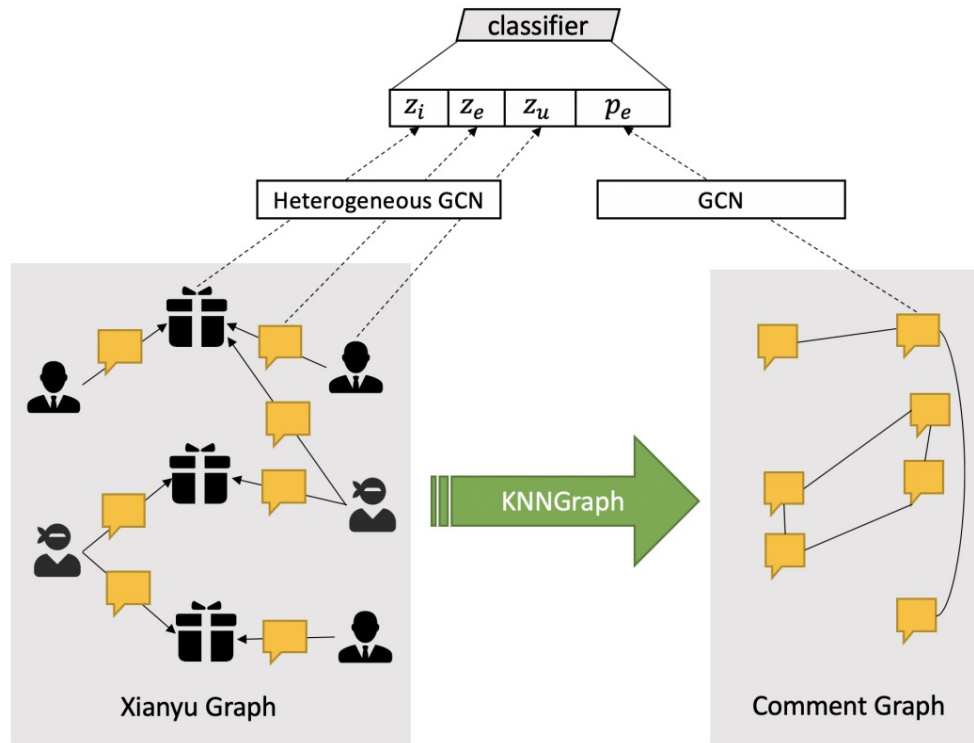 classifier
z_i z_e z_u p_e
Heterogeneous GCN
GCN
KNNGraph
Xianyu Graph
Comment Graph